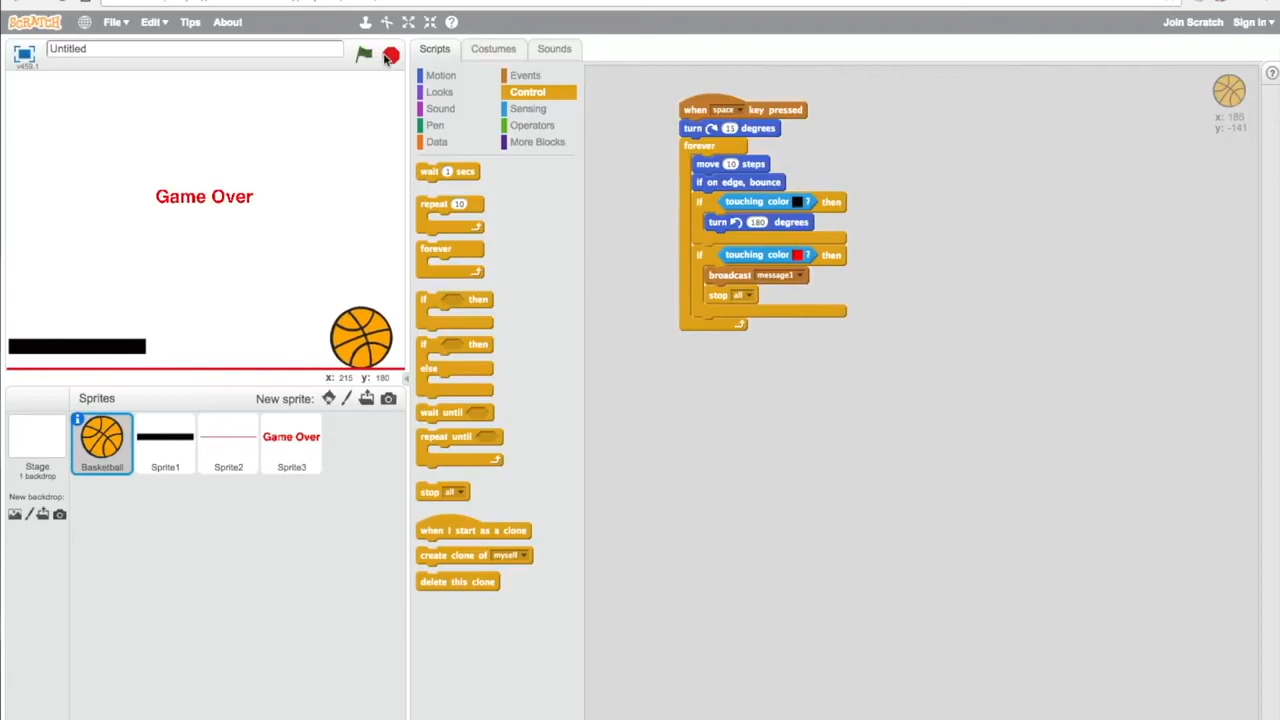 SCRATCH File Edit Tips About Join Scratch Sign in
Untitled
v459.1
Game Over
x: 215 y: 180
Sprites New sprite:
Stage
1 backdrop
New backdrop:
Basketball
Sprite1
Sprite2
Game Over
Sprite3
Scripts Costumes Sounds
Motion Events
Looks Control
Sound Sensing
Pen Operators
Data More Blocks
wait 1 secs
repeat 10
forever
if then
if then
else
wait until
repeat until
stop all
when I start as a clone
create clone of myself
delete this clone
when space key pressed
turn 15 degrees
forever
move 10 steps
if on edge, bounce
if touching color ? then
turn 180 degrees
if touching color ? then
broadcast message1
stop all
x: 185
y: -141
?